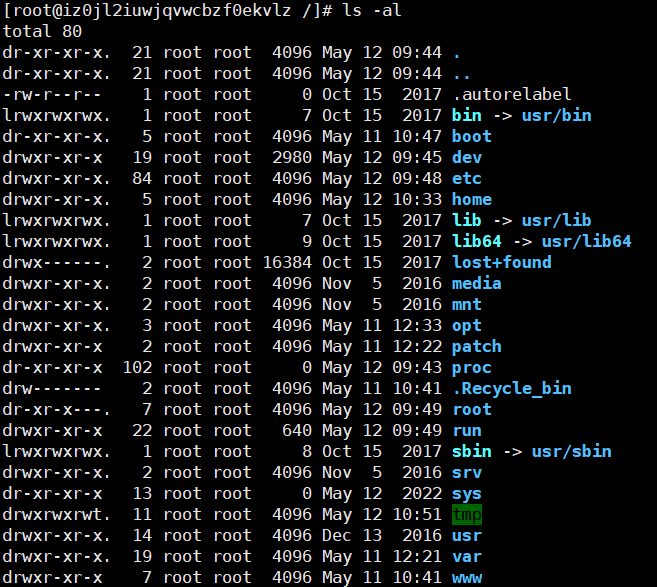 [root@iz0jl2iuwjqvwcbzf0ekvlz /]# ls -al
total 80
dr-xr-xr-x.  21 root root  4096 May 12 09:44 .
dr-xr-xr-x.  21 root root  4096 May 12 09:44 ..
-rw-r--r--    1 root root     0 Oct 15  2017 .autorelabel
lrwxrwxrwx.   1 root root     7 Oct 15  2017 bin -> usr/bin
dr-xr-xr-x.   5 root root  4096 May 11 10:47 boot
drwxr-xr-x   19 root root  2980 May 12 09:45 dev
drwxr-xr-x.  84 root root  4096 May 12 09:48 etc
drwxr-xr-x.   5 root root  4096 May 12 10:33 home
lrwxrwxrwx.   1 root root     7 Oct 15  2017 lib -> usr/lib
lrwxrwxrwx.   1 root root     9 Oct 15  2017 lib64 -> usr/lib64
drwx------.   2 root root 16384 Oct 15  2017 lost+found
drwxr-xr-x.   2 root root  4096 Nov  5  2016 media
drwxr-xr-x.   2 root root  4096 Nov  5  2016 mnt
drwxr-xr-x.   3 root root  4096 May 11 12:33 opt
drwxr-xr-x    2 root root  4096 May 11 12:22 patch
dr-xr-xr-x  102 root root     0 May 12 09:43 proc
drw-------    2 root root  4096 May 11 10:41 .Recycle_bin
dr-xr-x---.   7 root root  4096 May 12 09:49 root
drwxr-xr-x   22 root root   640 May 12 09:49 run
lrwxrwxrwx.   1 root root     8 Oct 15  2017 sbin -> usr/sbin
drwxr-xr-x.   2 root root  4096 Nov  5  2016 srv
dr-xr-xr-x   13 root root     0 May 12  2022 sys
drwxrwxrwt.  11 root root  4096 May 12 10:51 tmp
drwxr-xr-x.  14 root root  4096 Dec 13  2016 usr
drwxr-xr-x.  19 root root  4096 May 11 12:21 var
drwxr-xr-x    7 root root  4096 May 11 10:41 www